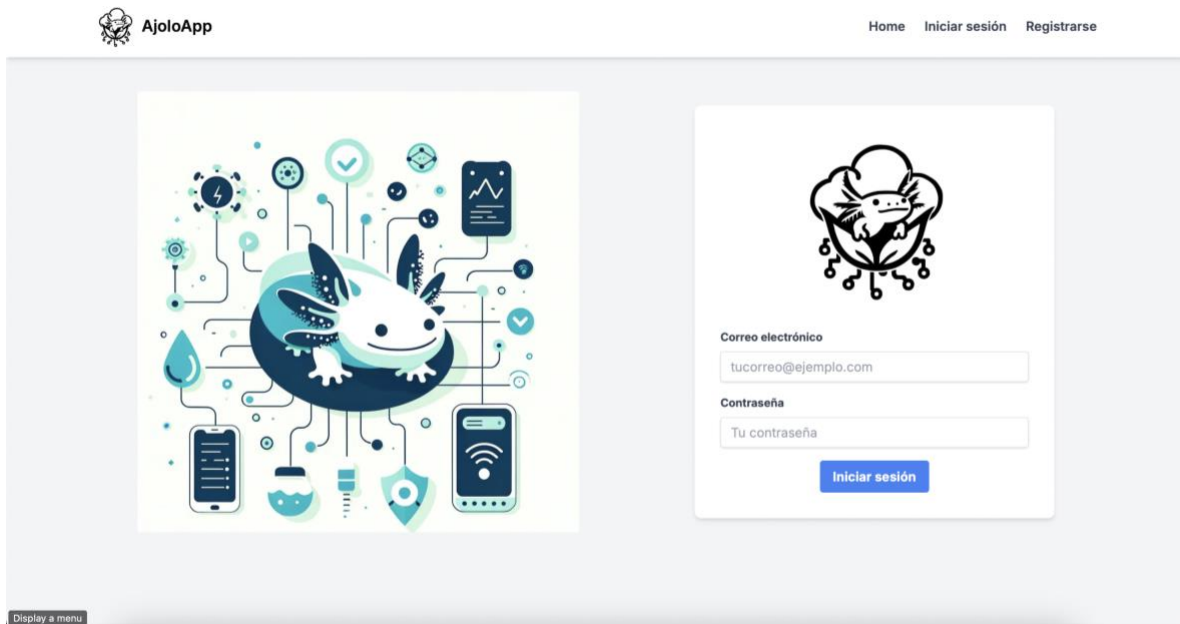 AjoloApp
Home Iniciar sesión Registrarse
Correo electrónico
tucorreo@ejemplo.com
Contraseña
Tu contraseña
Iniciar sesión
Display a menu